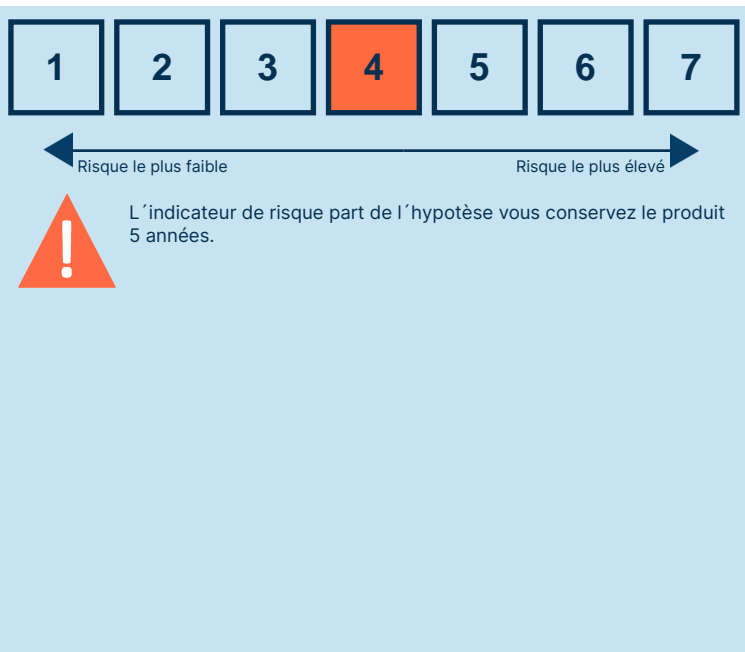 1 2 3 4 5 6 7
Risque le plus faible Risque le plus élevé
L´indicateur de risque part de l´hypotèse vous conservez le produit
5 années.